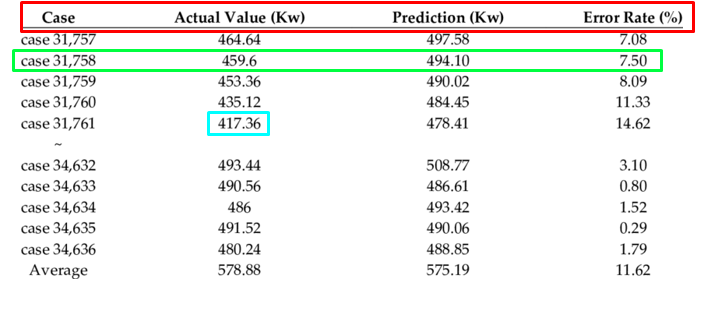 Case Actual Value (Kw) Prediction (Kw) Error Rate (%)
case 31,757 464.64 497.58 7.08
case 31,758 459.6 494.10 7.50
case 31,759 453.36 490.02 8.09
case 31,760 435.12 484.45 11.33
case 31,761 417.36 478.41 14.62
~
case 34,632 493.44 508.77 3.10
case 34,633 490.56 486.61 0.80
case 34,634 486 493.42 1.52
case 34,635 491.52 490.06 0.29
case 34,636 480.24 488.85 1.79
Average 578.88 575.19 11.62